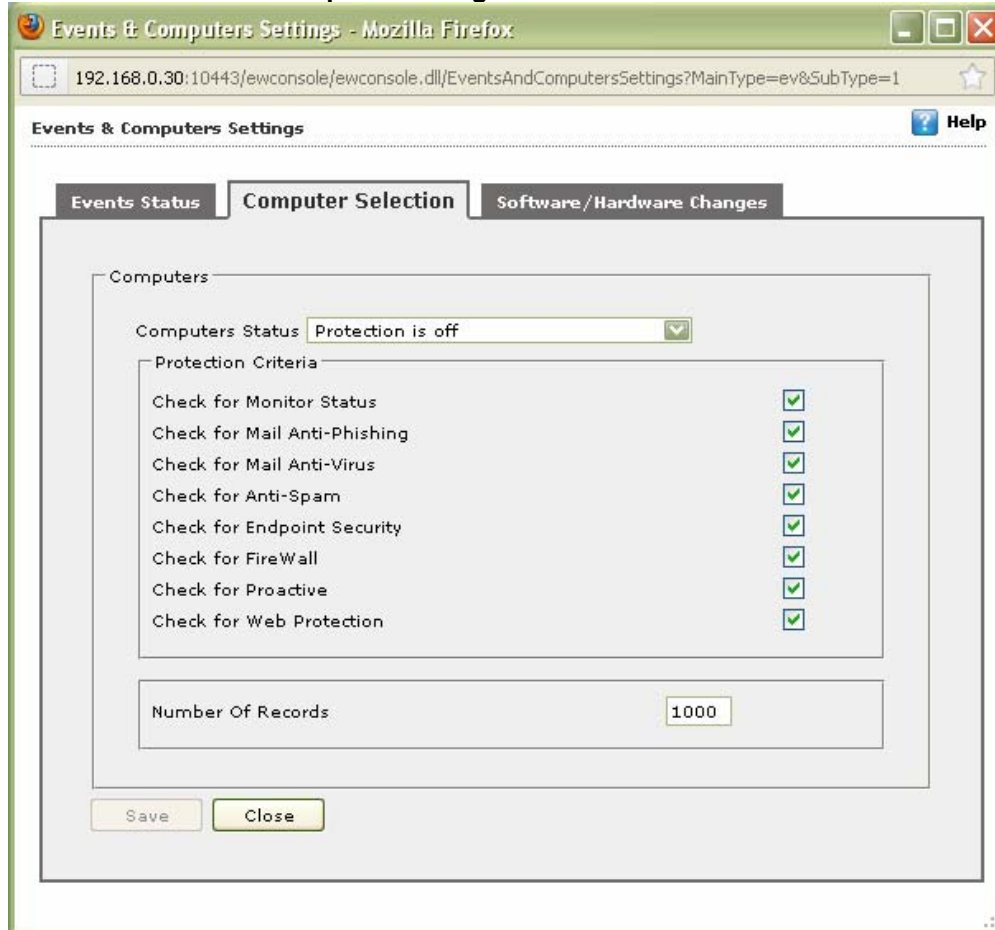 Events & Computers Settings - Mozilla Firefox
192.168.0.30:10443/ewconsole/ewconsole.dll/EventsAndComputersSettings?MainType=ev&SubType=1
Events & Computers Settings
? Help
Events Status
Computer Selection
Software/Hardware Changes
Computers
Computers Status Protection is off
Protection Criteria
Check for Monitor Status
Check for Mail Anti-Phishing
Check for Mail Anti-Virus
Check for Anti-Spam
Check for Endpoint Security
Check for FireWall
Check for Proactive
Check for Web Protection
Number Of Records 1000
Save
Close